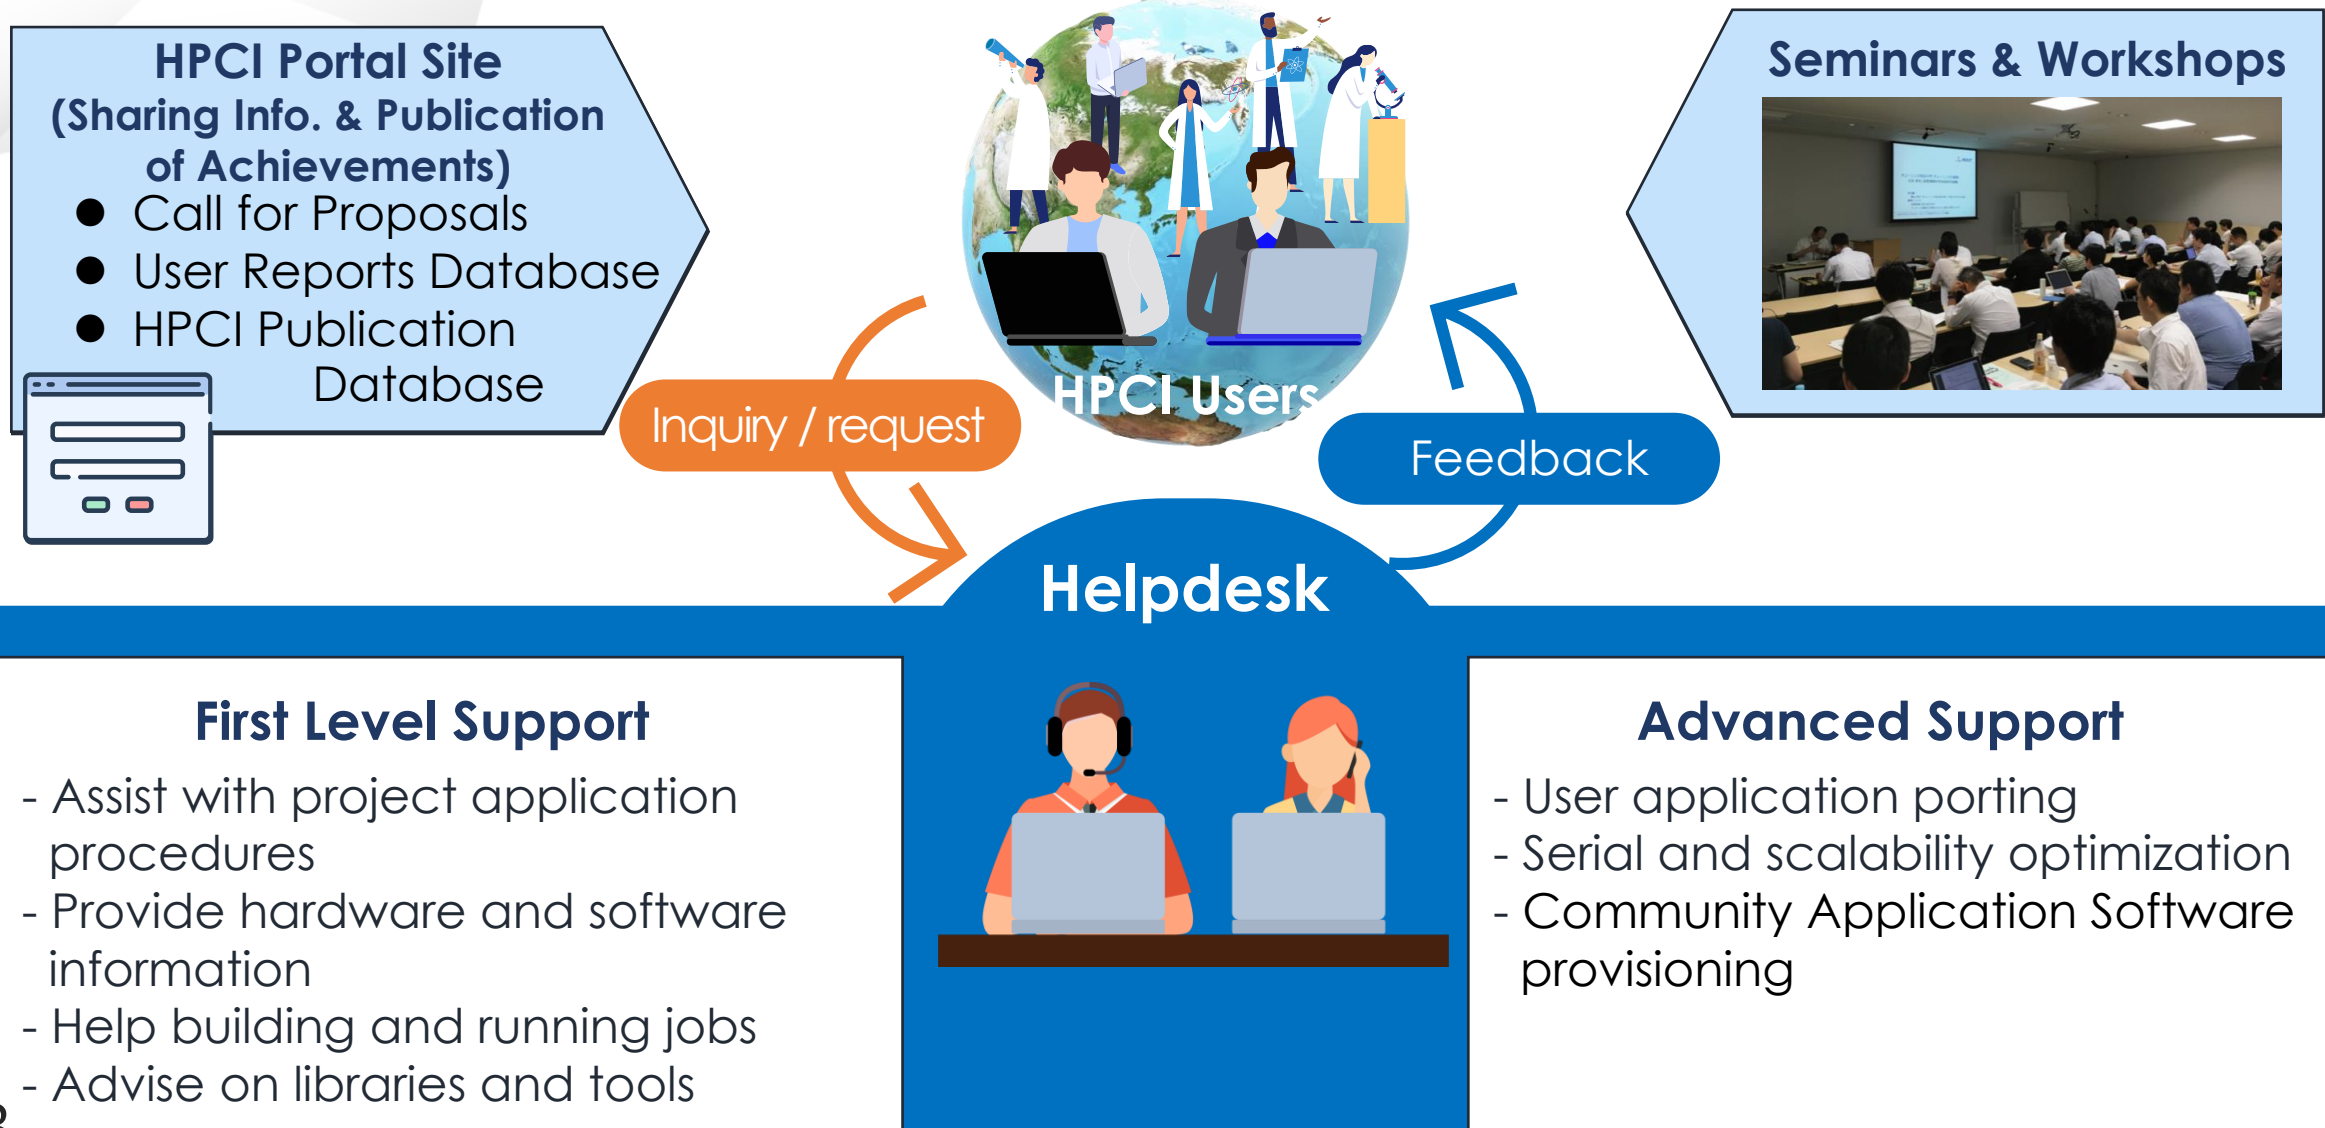 HPCI Portal Site
(Sharing Info. & Publication
of Achievements)
● Call for Proposals
● User Reports Database
● HPCI Publication
Database
Inquiry / request
HPCI Users
Feedback
Seminars & Workshops
Helpdesk
First Level Support
- Assist with project application
procedures
- Provide hardware and software
information
- Help building and running jobs
- Advise on libraries and tools
Advanced Support
- User application porting
- Serial and scalability optimization
- Community Application Software
provisioning